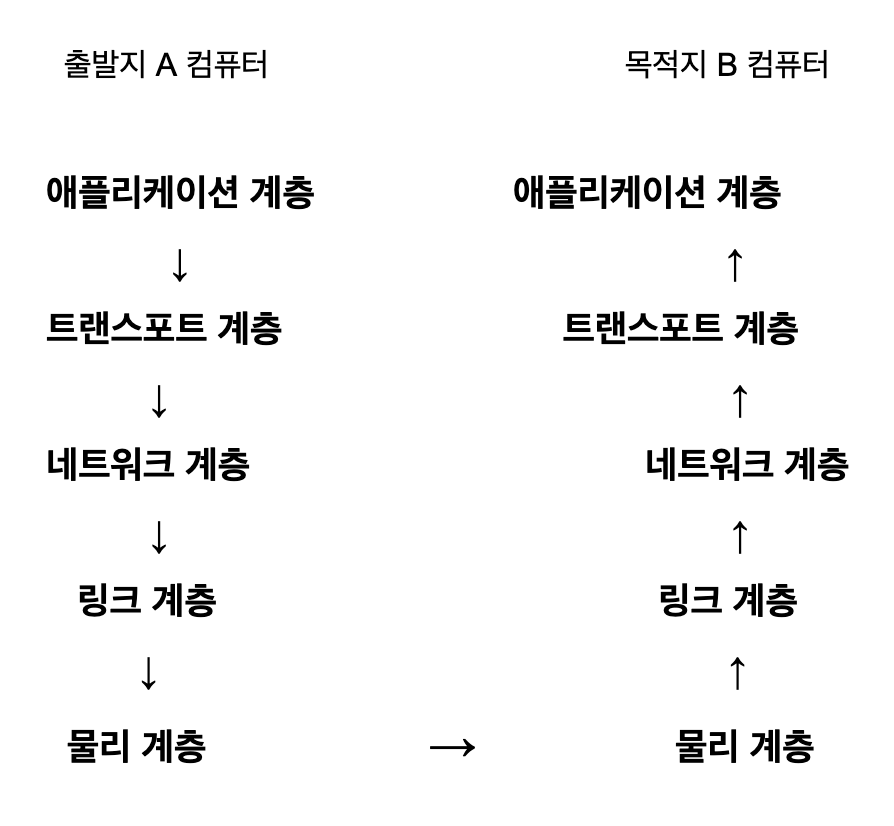 출발지 A 컴퓨터 목적지 B 컴퓨터
애플리케이션 계층 애플리케이션 계층
↓ ↑
트랜스포트 계층 트랜스포트 계층
↓ ↑
네트워크 계층 네트워크 계층
↓ ↑
링크 계층 링크 계층
↓ ↑
물리 계층 → 물리 계층